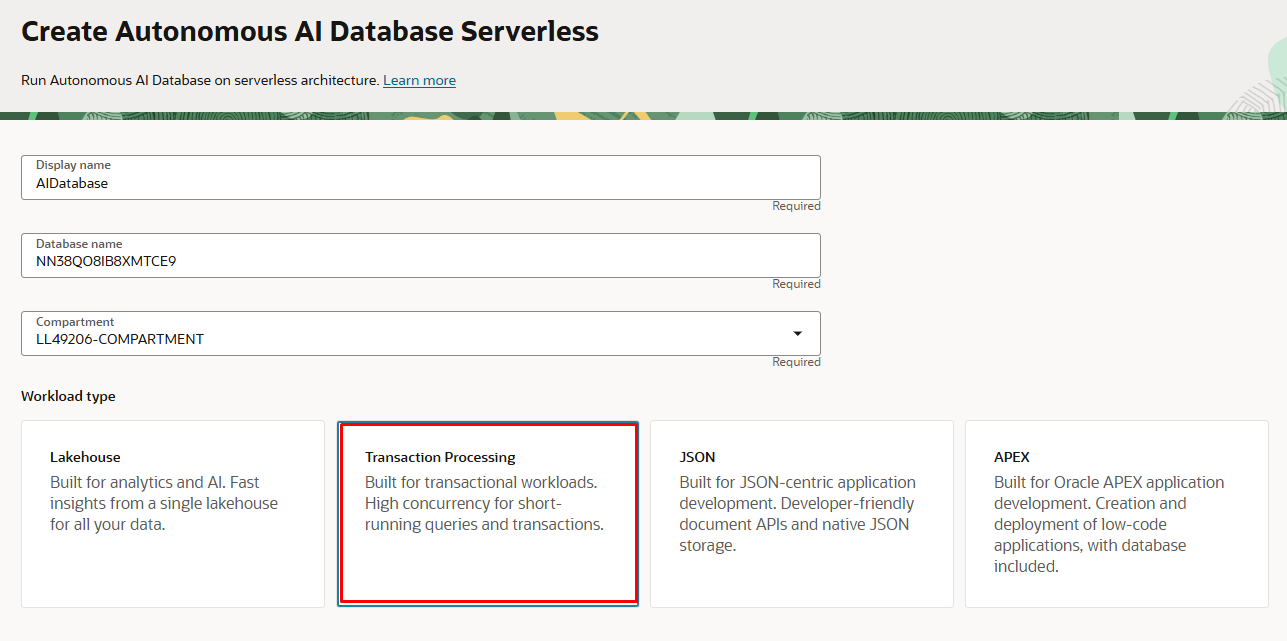 Create Autonomous AI Database Serverless
Run Autonomous AI Database on serverless architecture. Learn more
Display name
AIDatabase
Required
Database name
NN38QO8IB8XMTCE9
Required
Compartment
LL49206-COMPARTMENT
Required
Workload type
Lakehouse
Built for analytics and AI. Fast
insights from a single lakehouse
for all your data.
Transaction Processing
Built for transactional workloads.
High concurrency for short-
running queries and transactions.
JSON
Built for JSON-centric application
development. Developer-friendly
document APIs and native JSON
storage.
APEX
Built for Oracle APEX application
development. Creation and
deployment of low-code
applications, with database
included.